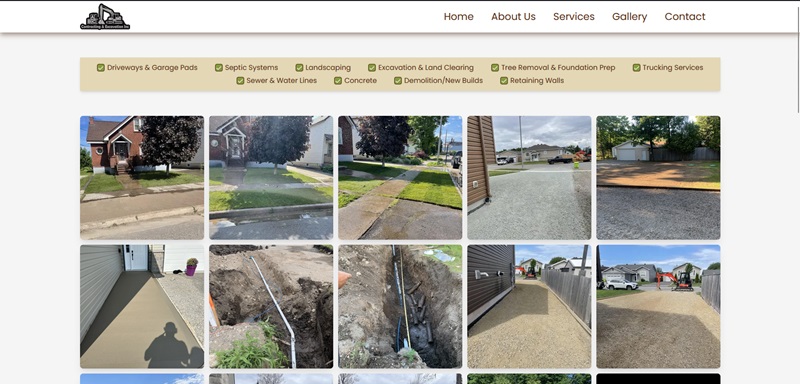 Contracting & Excavation Inc
Home About Us Services Gallery Contact
Driveways & Garage Pads Septic Systems Landscaping Excavation & Land Clearing Tree Removal & Foundation Prep Trucking Services
Sewer & Water Lines Concrete Demolition/New Builds Retaining Walls